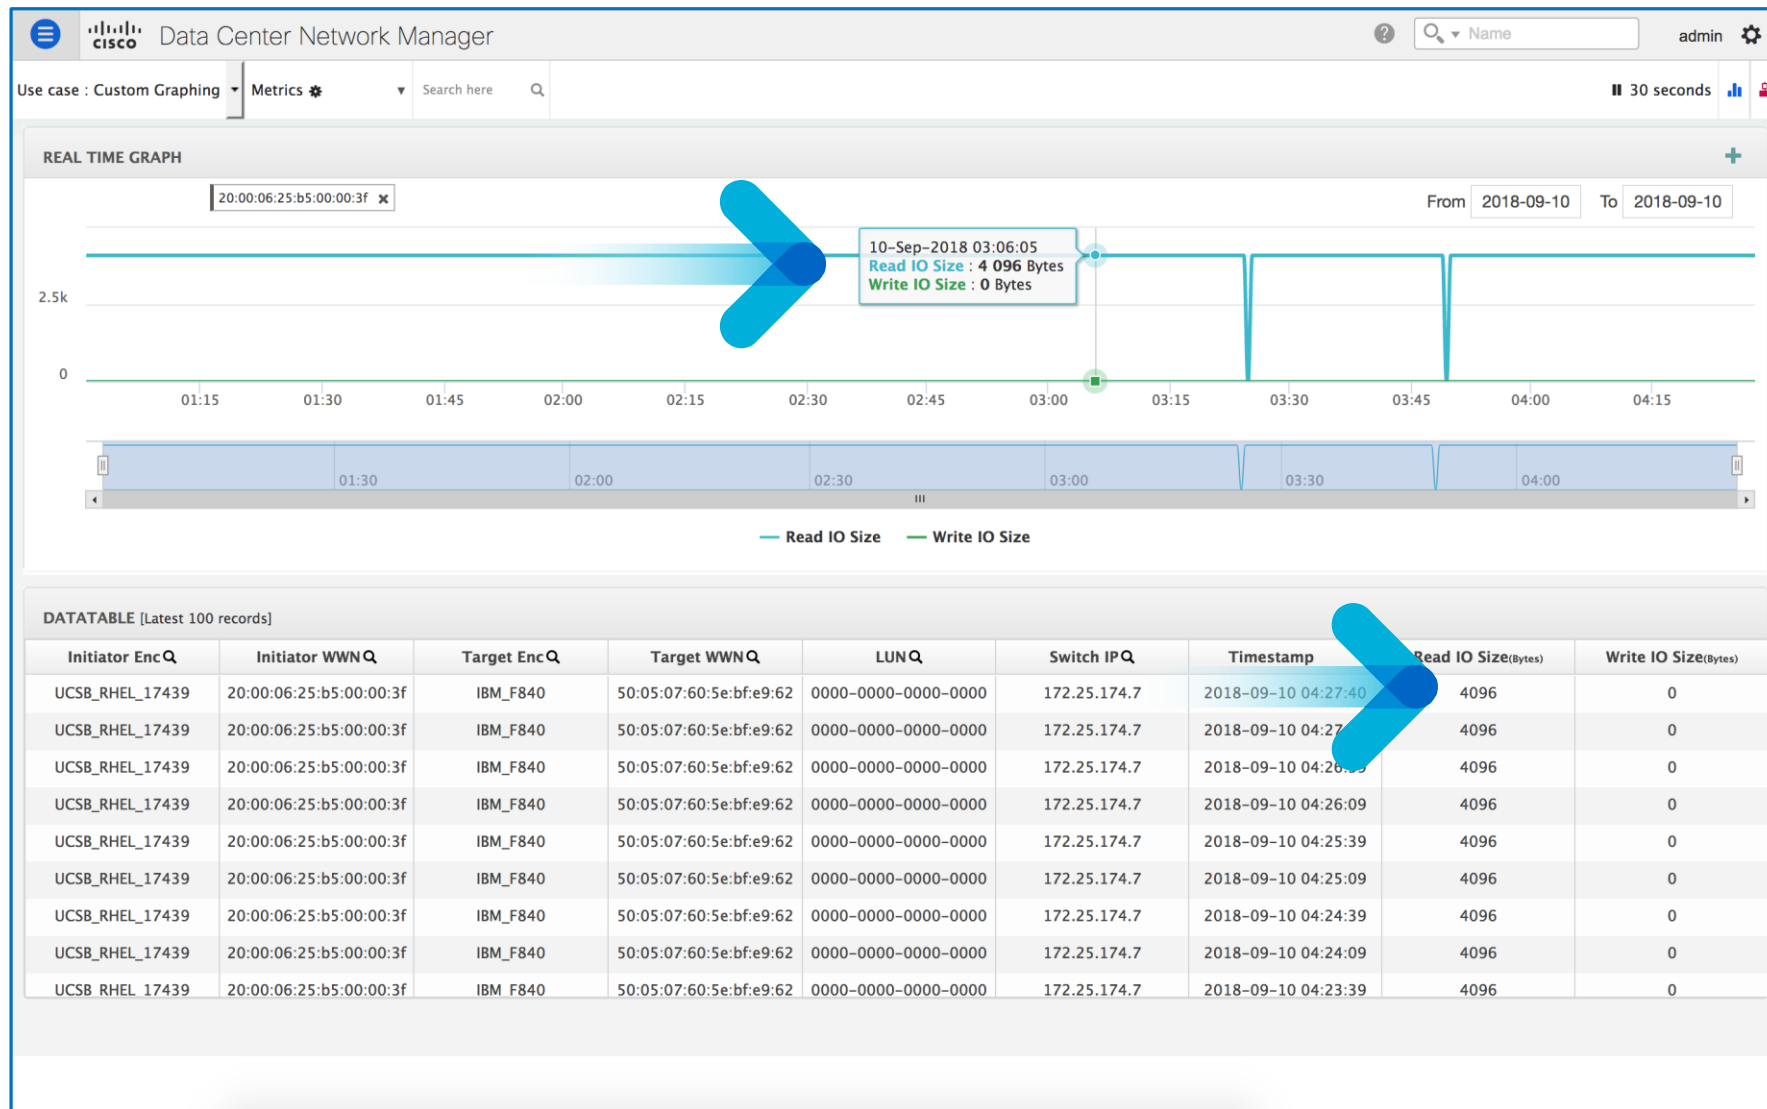 cisco Data Center Network Manager ? Name admin
Use case : Custom Graphing Metrics Search here 30 seconds
REAL TIME GRAPH
20:00:06:25:b5:00:00:3f From 2018-09-10 To 2018-09-10
10-Sep-2018 03:06:05
Read IO Size : 4 096 Bytes
Write IO Size : 0 Bytes
2.5k
0
01:15 01:30 01:45 02:00 02:15 02:30 02:45 03:00 03:15 03:30 03:45 04:00 04:15
01:30 02:00 02:30 03:00 03:30 04:00
Read IO Size Write IO Size
DATATABLE [Latest 100 records]
Initiator Enc Initiator WWN Target Enc Target WWN LUN Switch IP Timestamp Read IO Size(Bytes) Write IO Size(Bytes)
UCSB_RHEL_17439 20:00:06:25:b5:00:00:3f IBM_F840 50:05:07:60:5e:bf:e9:62 0000-0000-0000-0000 172.25.174.7 2018-09-10 04:27:40 4096 0
UCSB_RHEL_17439 20:00:06:25:b5:00:00:3f IBM_F840 50:05:07:60:5e:bf:e9:62 0000-0000-0000-0000 172.25.174.7 2018-09-10 4096 0
UCSB_RHEL_17439 20:00:06:25:b5:00:00:3f IBM_F840 50:05:07:60:5e:bf:e9:62 0000-0000-0000-0000 172.25.174.7 2018-09-10 4096 0
UCSB_RHEL_17439 20:00:06:25:b5:00:00:3f IBM_F840 50:05:07:60:5e:bf:e9:62 0000-0000-0000-0000 172.25.174.7 2018-09-10 04:26:09 4096 0
UCSB_RHEL_17439 20:00:06:25:b5:00:00:3f IBM_F840 50:05:07:60:5e:bf:e9:62 0000-0000-0000-0000 172.25.174.7 2018-09-10 04:25:39 4096 0
UCSB_RHEL_17439 20:00:06:25:b5:00:00:3f IBM_F840 50:05:07:60:5e:bf:e9:62 0000-0000-0000-0000 172.25.174.7 2018-09-10 04:25:09 4096 0
UCSB_RHEL_17439 20:00:06:25:b5:00:00:3f IBM_F840 50:05:07:60:5e:bf:e9:62 0000-0000-0000-0000 172.25.174.7 2018-09-10 04:24:39 4096 0
UCSB_RHEL_17439 20:00:06:25:b5:00:00:3f IBM_F840 50:05:07:60:5e:bf:e9:62 0000-0000-0000-0000 172.25.174.7 2018-09-10 04:24:09 4096 0
UCSB_RHEL_17439 20:00:06:25:b5:00:00:3f IBM_F840 50:05:07:60:5e:bf:e9:62 0000-0000-0000-0000 172.25.174.7 2018-09-10 04:23:39 4096 0